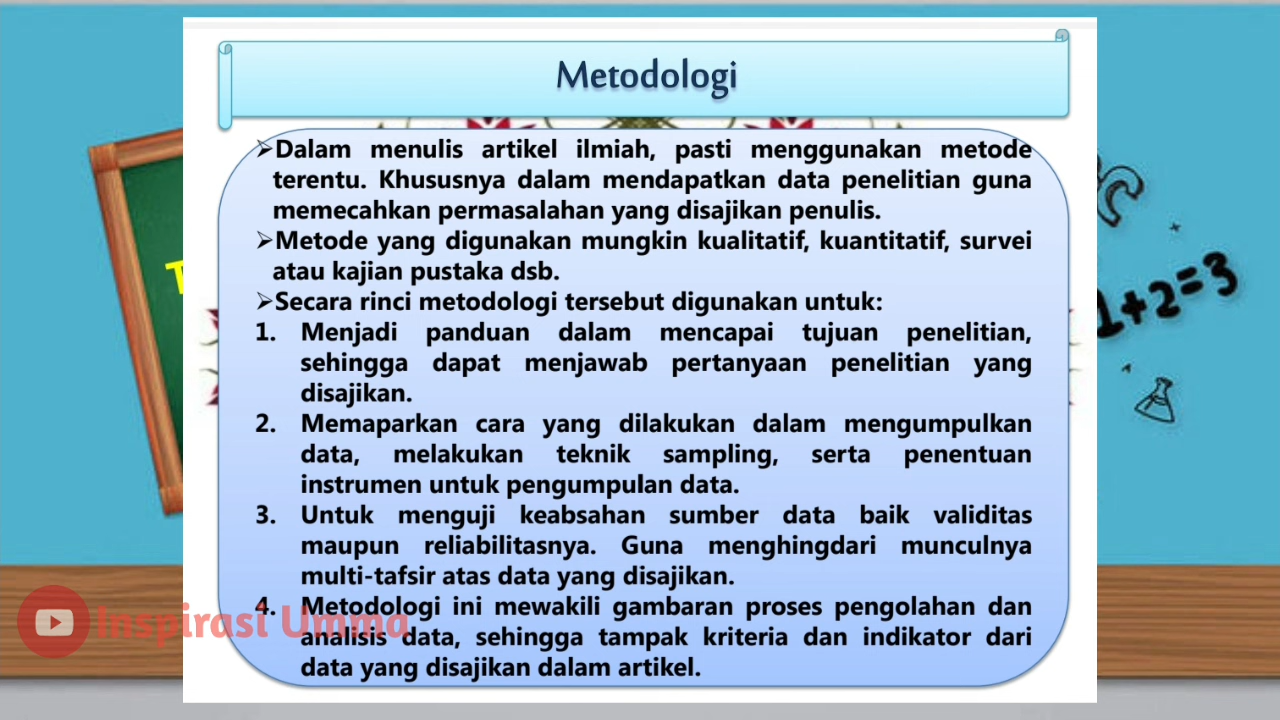 Metodologi
➢Dalam menulis artikel ilmiah, pasti menggunakan metode
terentu. Khususnya dalam mendapatkan data penelitian guna
memecahkan permasalahan yang disajikan penulis.
➢Metode yang digunakan mungkin kualitatif, kuantitatif, survei
atau kajian pustaka dsb.
➢Secara rinci metodologi tersebut digunakan untuk:
1. Menjadi panduan dalam mencapai tujuan penelitian,
sehingga dapat menjawab pertanyaan penelitian yang
disajikan.
2. Memaparkan cara yang dilakukan dalam mengumpulkan
data, melakukan teknik sampling, serta penentuan
instrumen untuk pengumpulan data.
3. Untuk menguji keabsahan sumber data baik validitas
maupun reliabilitasnya. Guna menghingdari munculnya
multi-tafsir atas data yang disajikan.
4. Metodologi ini mewakili gambaran proses pengolahan dan
analisis data, sehingga tampak kriteria dan indikator dari
data yang disajikan dalam artikel.
Inspirasi Umma
1+2=3